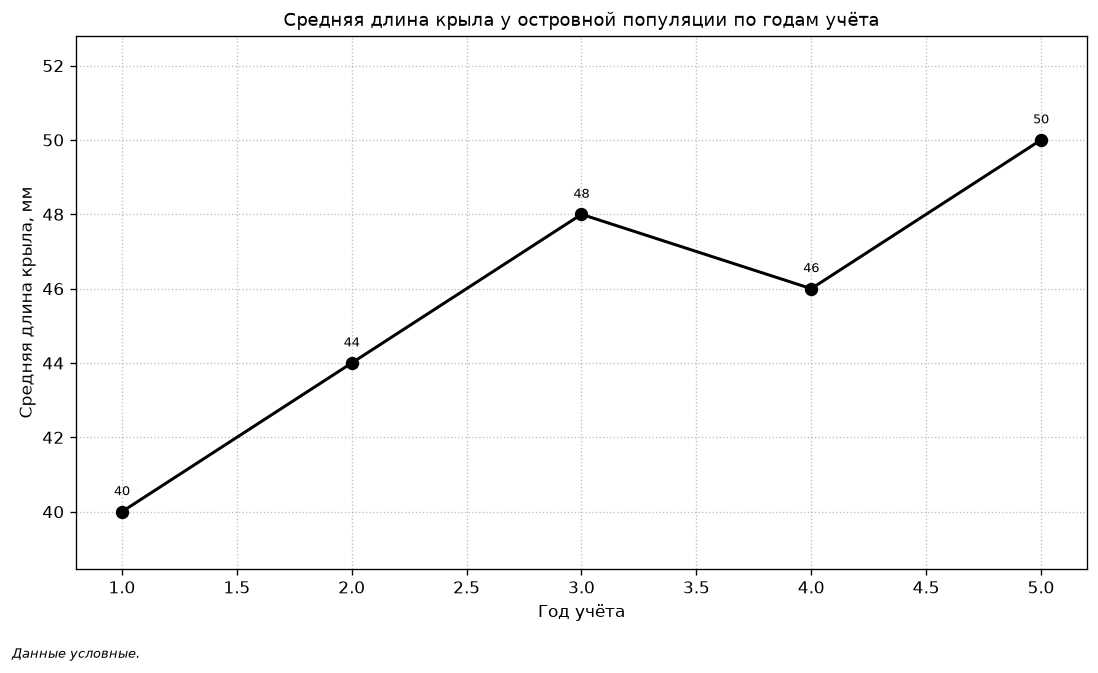 Средняя длина крыла у островной популяции по годам учёта
Средняя длина крыла, мм
52
50
48
46
44
42
40
40
44
48
46
50
1.0 1.5 2.0 2.5 3.0 3.5 4.0 4.5 5.0
Год учёта
Данные условные.